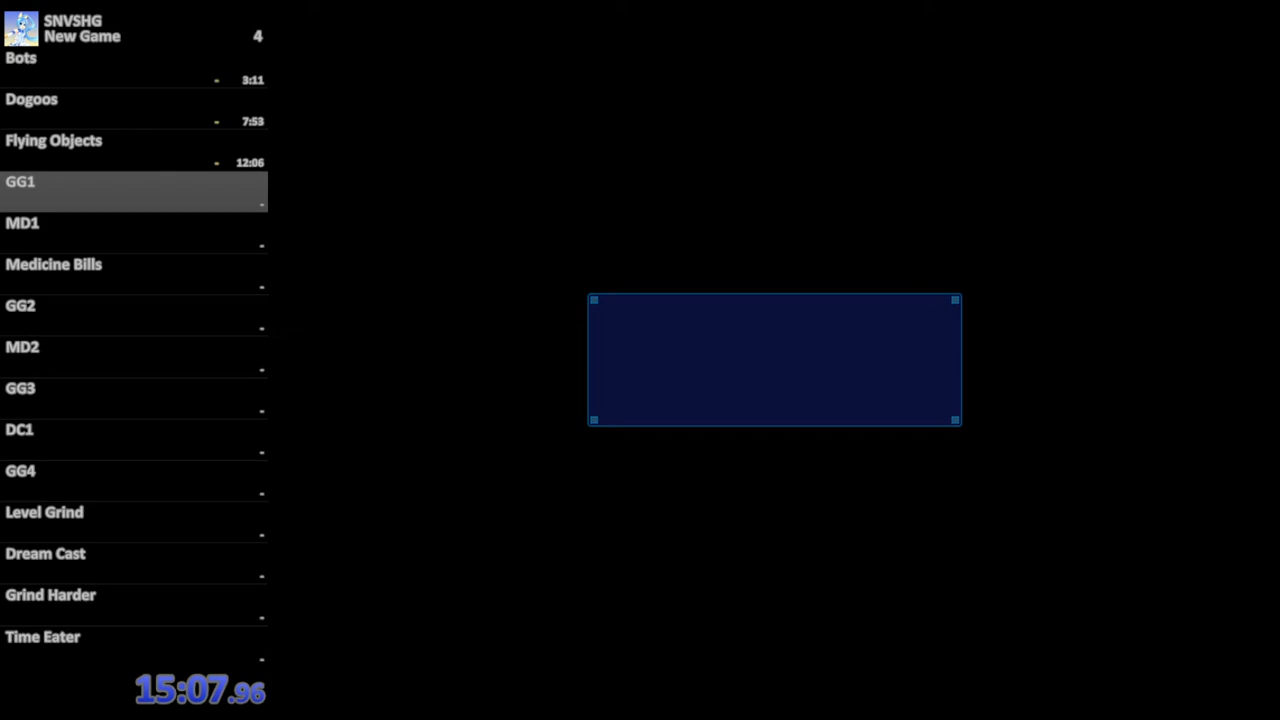 SNVSHG
New Game 4
Bots
- 3:11
Dogoos
- 7:53
Flying Objects
- 12:06
GG1
-
MD1
-
Medicine Bills
-
GG2
-
MD2
-
GG3
-
DC1
-
GG4
-
Level Grind
-
Dream Cast
-
Grind Harder
-
Time Eater
-
15:07.96